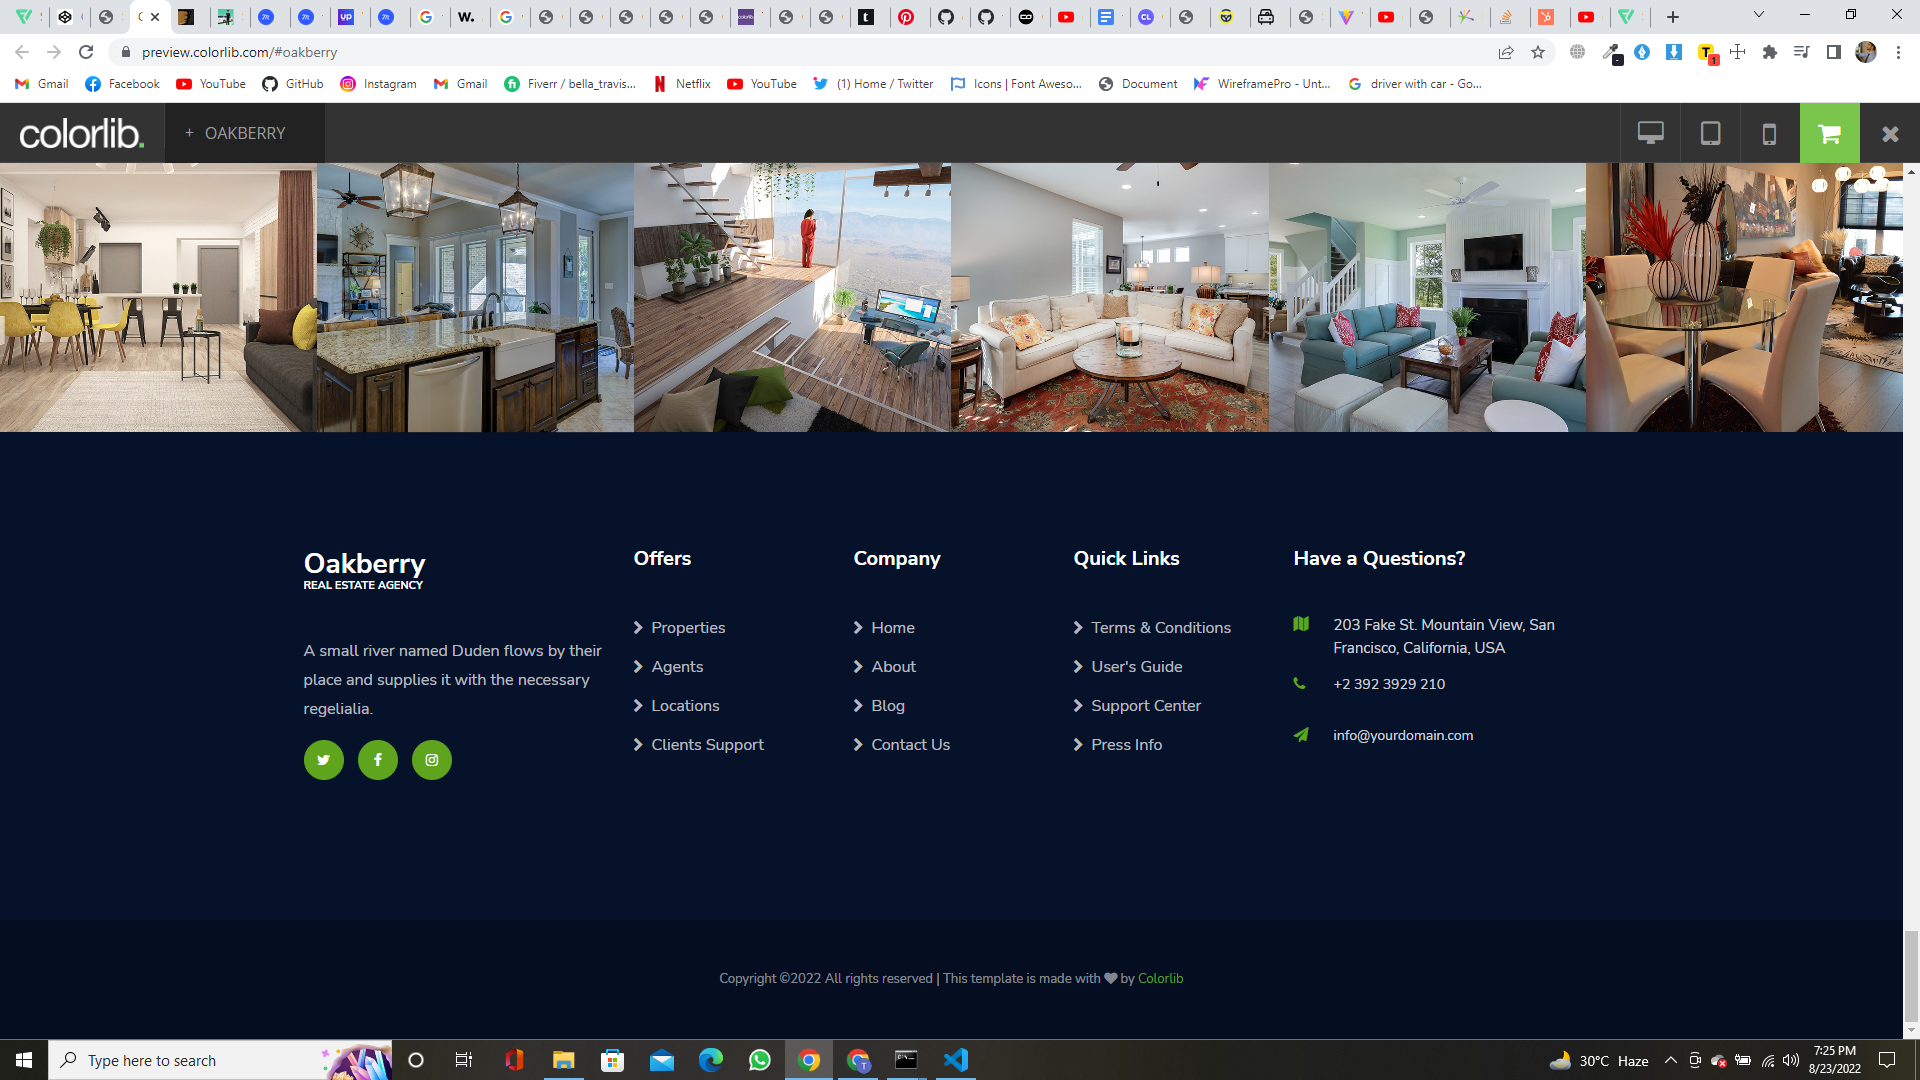 preview.colorlib.com/#oakberry
Gmail
Facebook
YouTube
GitHub
Instagram
Gmail
Fiverr / bella_travis...
Netflix
YouTube
(1) Home / Twitter
Icons | Font Aweso...
Document
WireframePro - Unt...
driver with car - Go...
colorlib.
+ OAKBERRY
Oakberry
REAL ESTATE AGENCY
A small river named Duden flows by their
place and supplies it with the necessary
regelialia.
Offers
Properties
Agents
Locations
Clients Support
Company
Home
About
Blog
Contact Us
Quick Links
Terms & Conditions
User's Guide
Support Center
Press Info
Have a Questions?
203 Fake St. Mountain View, San
Francisco, California, USA
+2 392 3929 210
info@yourdomain.com
Copyright ©2022 All rights reserved | This template is made with by Colorlib
Type here to search
30°C Haze
7:25 PM
8/23/2022